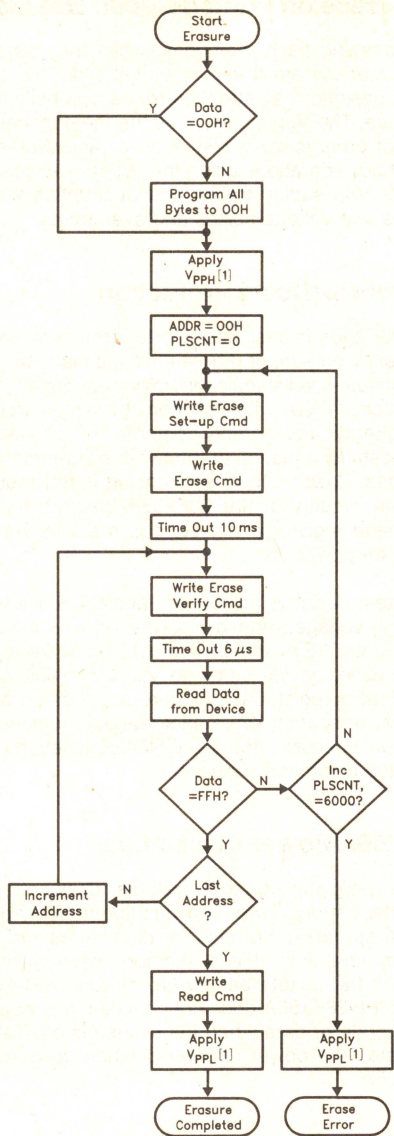 Start
Erasure
Y
Data
=00H?
N
Program All
Bytes to 00H
Apply
VPPH[1]
ADDR = 00H
PLSCNT = 0
Write Erase
Set-up Cmd
Write
Erase Cmd
Time Out 10 ms
Write Erase
Verify Cmd
Time Out 6 μs
Read Data
from Device
N
Data
=FFH?
N
Inc
PLSCNT,
=6000?
Y
Y
Increment
Address
N
Last
Address
?
Y
Write
Read Cmd
Apply
VPPL[1]
Apply
VPPL[1]
Erasure
Completed
Erase
Error